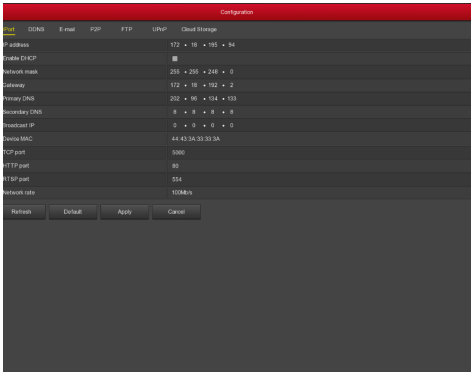 Configuration
IPort DDNS E-mail P2P FTP UPnP Cloud Storage
IP address 172 • 18 • 195 • 94
Enable DHCP
Network mask 255 • 255 • 248 • 0
Gateway 172 • 18 • 192 • 2
Primary DNS 202 • 96 • 134 • 133
Secondary DNS 8 • 8 • 8 • 8
Broadcast IP 0 • 0 • 0 • 0
Device MAC 44:43:3A:33:33:3A
TCP port 5000
HTTP port 80
RTSP port 554
Network rate 100Mb/s
Refresh Default Apply Cancel